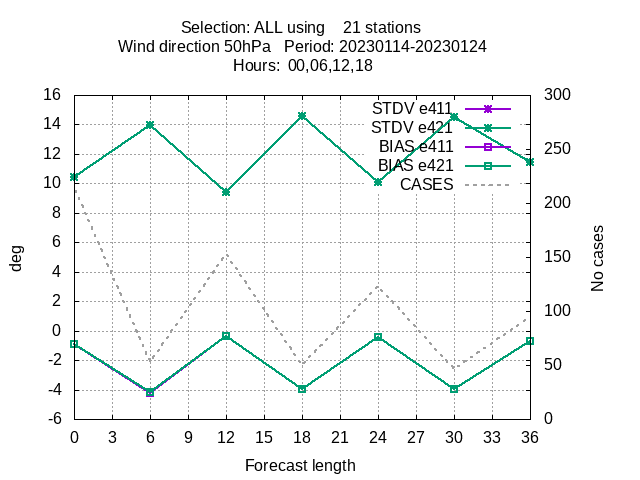 Selection: ALL using    21 stations
Wind direction 50hPa   Period: 20230114-20230124
Hours:  00,06,12,18
16
14
12
10
8
6
4
2
0
-2
-4
-6
deg
STDV e411
STDV e421
BIAS e411
BIAS e421
CASES
300
250
200
150
100
50
0
No cases
0 3 6 9 12 15 18 21 24 27 30 33 36
Forecast length